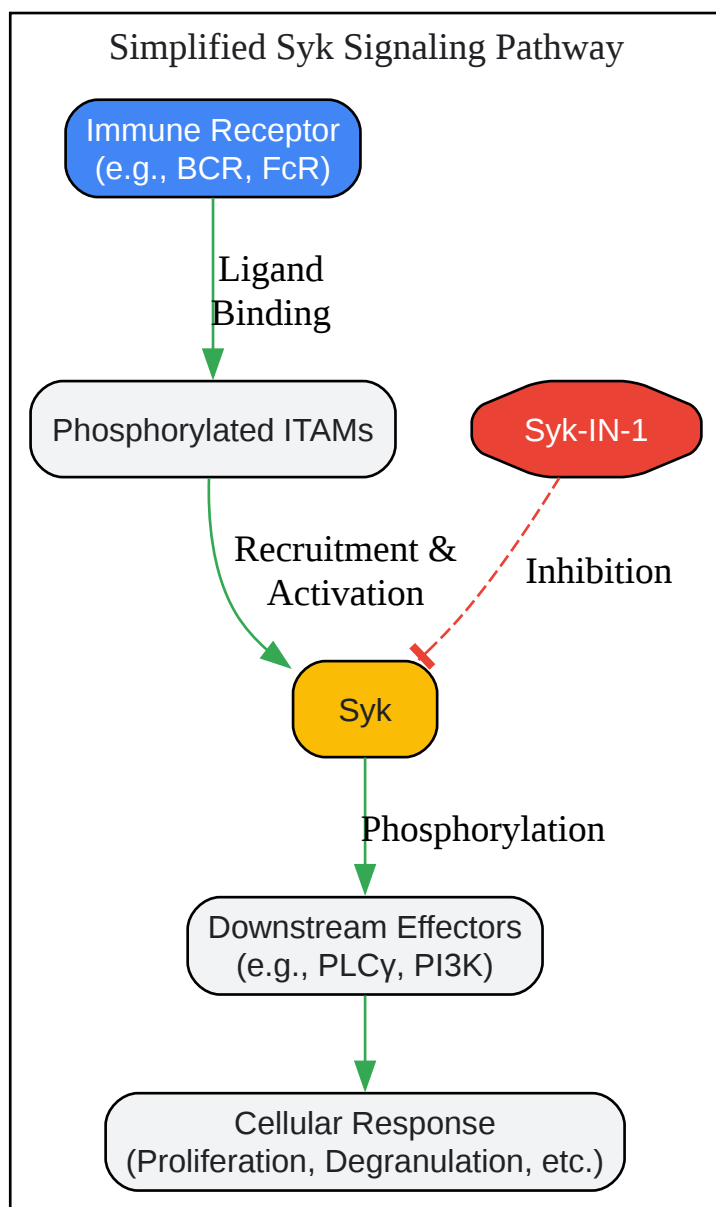 Simplified Syk Signaling Pathway
Immune Receptor
(e.g., BCR, FcR)
Ligand
Binding
Phosphorylated ITAMs
Syk-IN-1
Recruitment &
Activation
Inhibition
Syk
Phosphorylation
Downstream Effectors
(e.g., PLCγ, PI3K)
Cellular Response
(Proliferation, Degranulation, etc.)